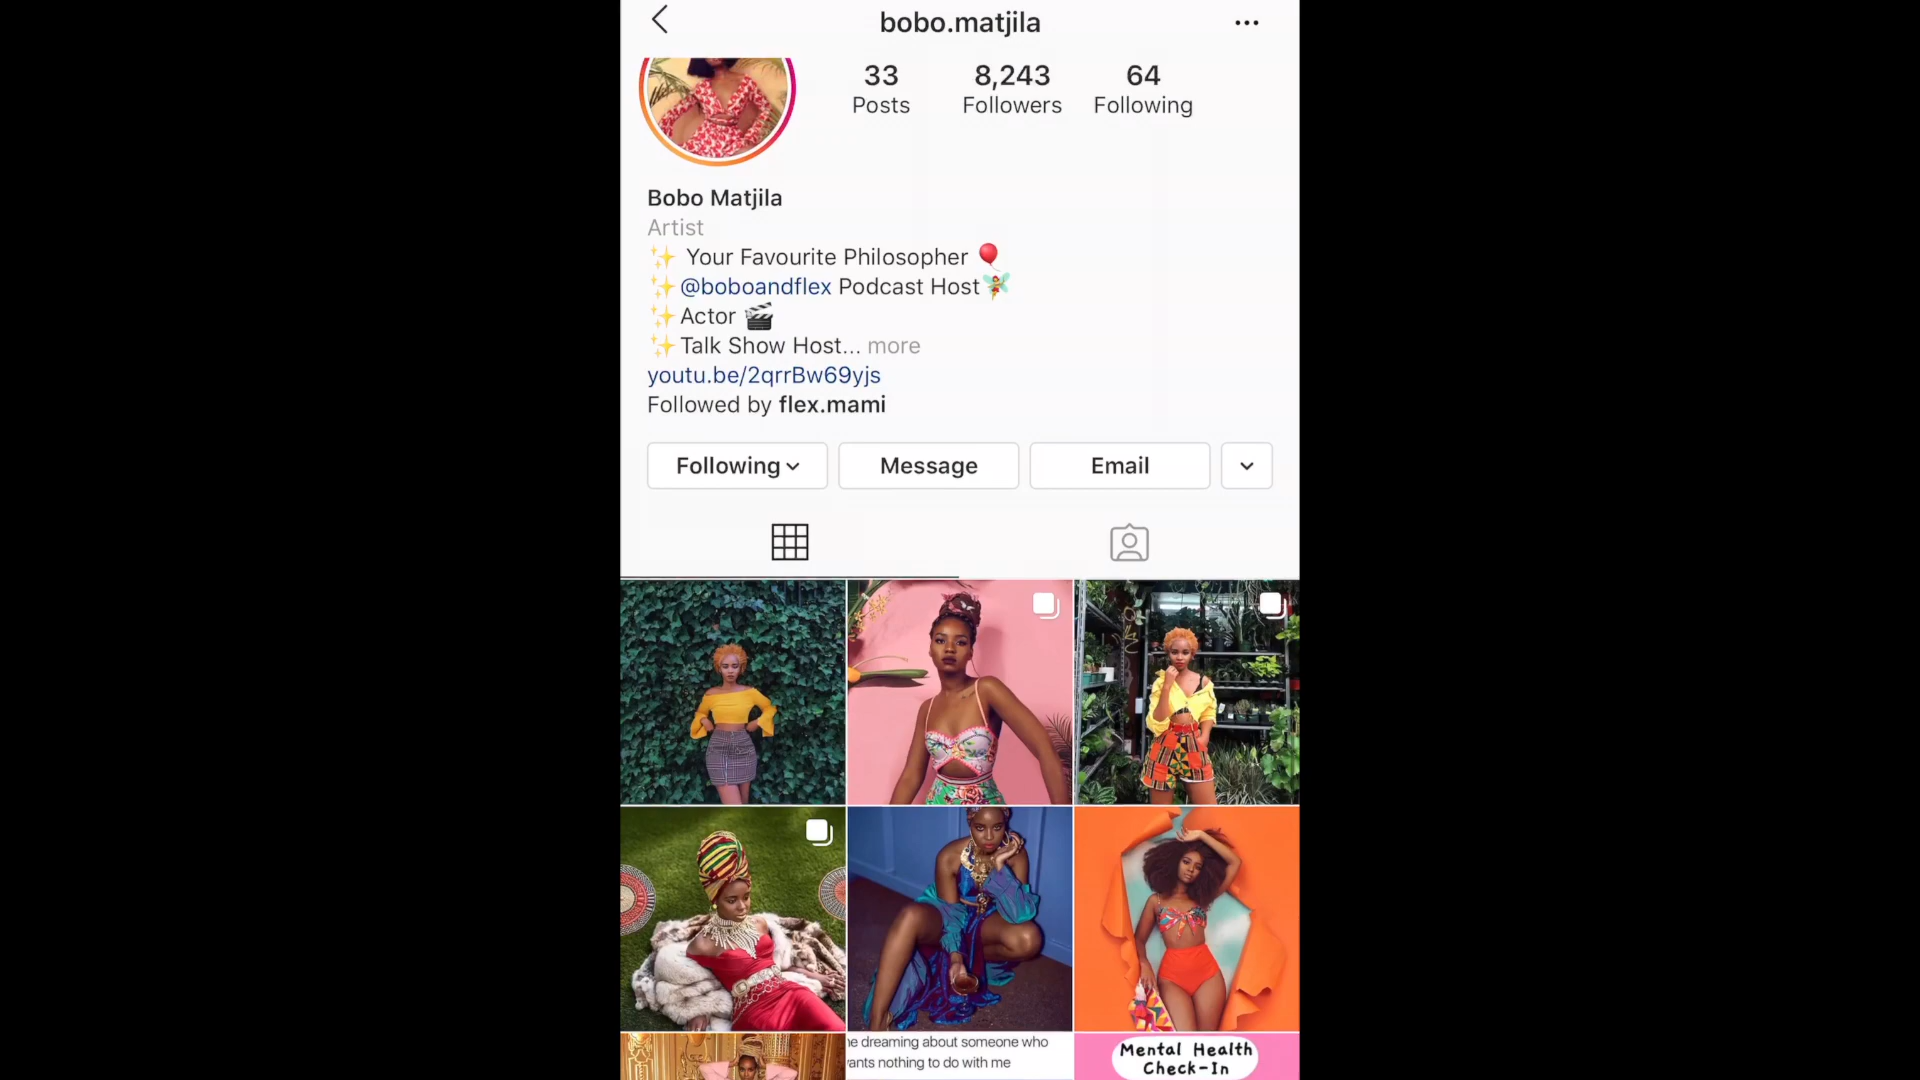 bobo.matjila
33 8,243 64
Posts Followers Following
Bobo Matjila
Artist
✨ Your Favourite Philosopher 🎈
✨@boboandflex Podcast Host🧚
✨Actor 🎬
✨Talk Show Host... more
youtu.be/2qrrBw69yjs
Followed by flex.mami
Following Message Email
dreaming about someone who
nothing to do with me
Mental Health
Check-In